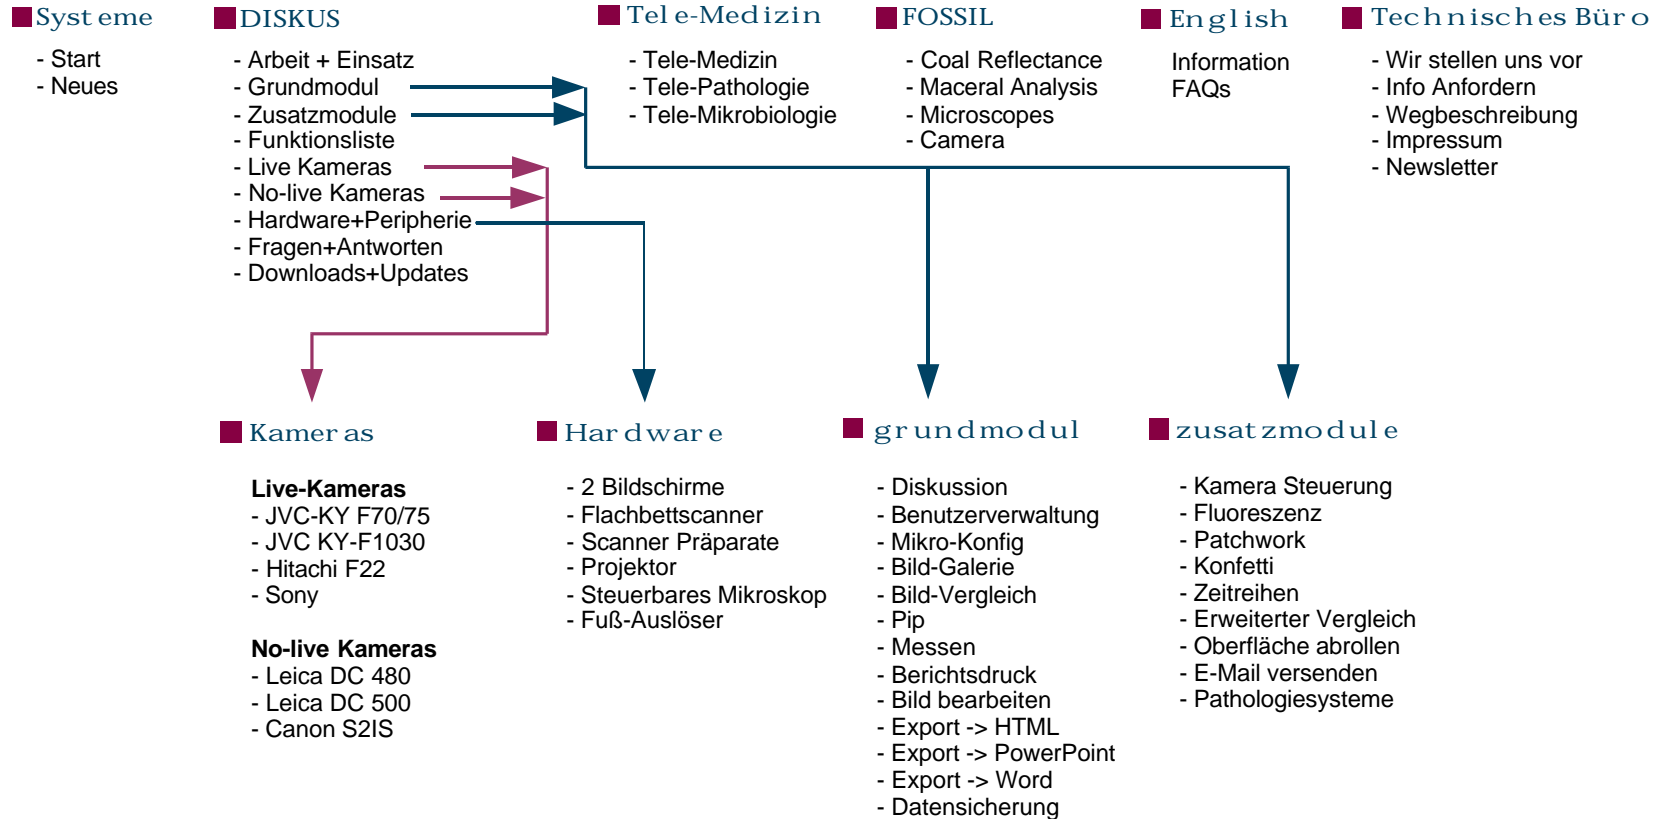 Systeme
- Start
- Neues
DISKUS
- Arbeit + Einsatz
- Grundmodul
- Zusatzmodule
- Funktionsliste
- Live Kameras
- No-live Kameras
- Hardware+Peripherie
- Fragen+Antworten
- Downloads+Updates
Tele-Medizin
- Tele-Medizin
- Tele-Pathologie
- Tele-Mikrobiologie
FOSSIL
- Coal Reflectance
- Maceral Analysis
- Microscopes
- Camera
English
Information
FAQs
Technisches Büro
- Wir stellen uns vor
- Info Anfordern
- Wegbeschreibung
- Impressum
- Newsletter
Kameras
Live-Kameras
- JVC-KY F70/75
- JVC KY-F1030
- Hitachi F22
- Sony
No-live Kameras
- Leica DC 480
- Leica DC 500
- Canon S2IS
Hardware
- 2 Bildschirme
- Flachbettscanner
- Scanner Präparate
- Projektor
- Steuerbares Mikroskop
- Fuß-Auslöser
grundmodul
- Diskussion
- Benutzerverwaltung
- Mikro-Konfig
- Bild-Galerie
- Bild-Vergleich
- Pip
- Messen
- Berichtsdruck
- Bild bearbeiten
- Export -> HTML
- Export -> PowerPoint
- Export -> Word
- Datensicherung
zusatzmodule
- Kamera Steuerung
- Fluoreszenz
- Patchwork
- Konfetti
- Zeitreihen
- Erweiterter Vergleich
- Oberfläche abrollen
- E-Mail versenden
- Pathologiesysteme